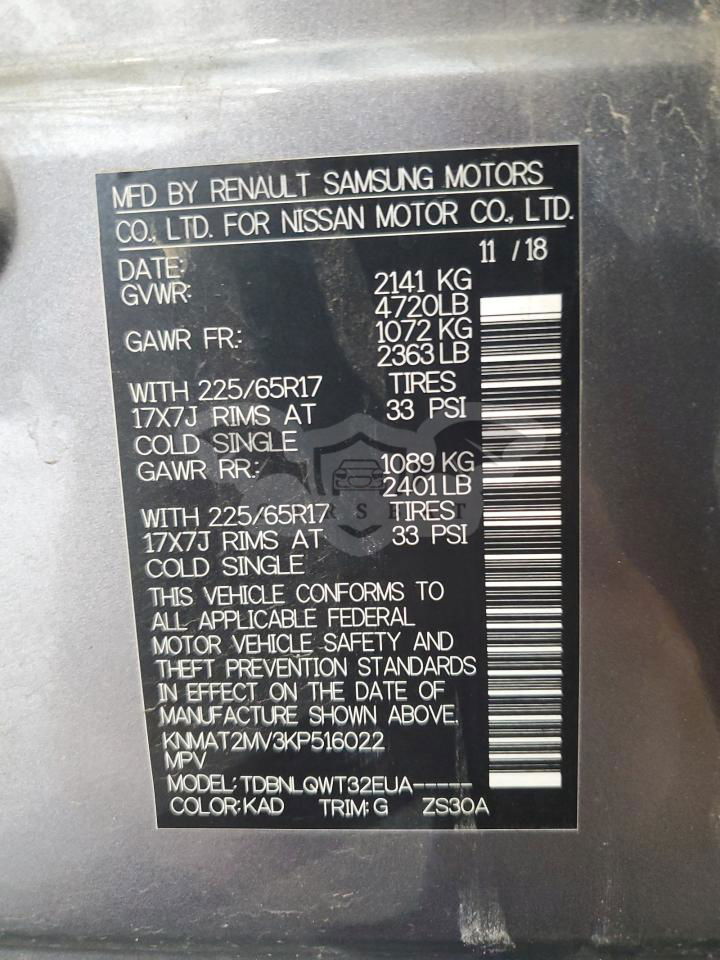 MFD BY RENAULT SAMSUNG MOTORS
CO., LTD. FOR NISSAN MOTOR CO., LTD.
DATE: 11 / 18
GVWR: 2141 KG
4720LB
GAWR FR: 1072 KG
2363LB
WITH 225/65R17 TIRES
17X7J RIMS AT 33 PSI
COLD SINGLE
GAWR RR: 1089 KG
2401LB
WITH 225/65R17 TIRES
17X7J RIMS AT 33 PSI
COLD SINGLE
THIS VEHICLE CONFORMS TO
ALL APPLICABLE FEDERAL
MOTOR VEHICLE SAFETY AND
THEFT PREVENTION STANDARDS
IN EFFECT ON THE DATE OF
MANUFACTURE SHOWN ABOVE.
KNMAT2MV3KP516022
MPV
MODEL: TDBNLQWT32EUA-----
COLOR:KAD TRIM:G ZS30A